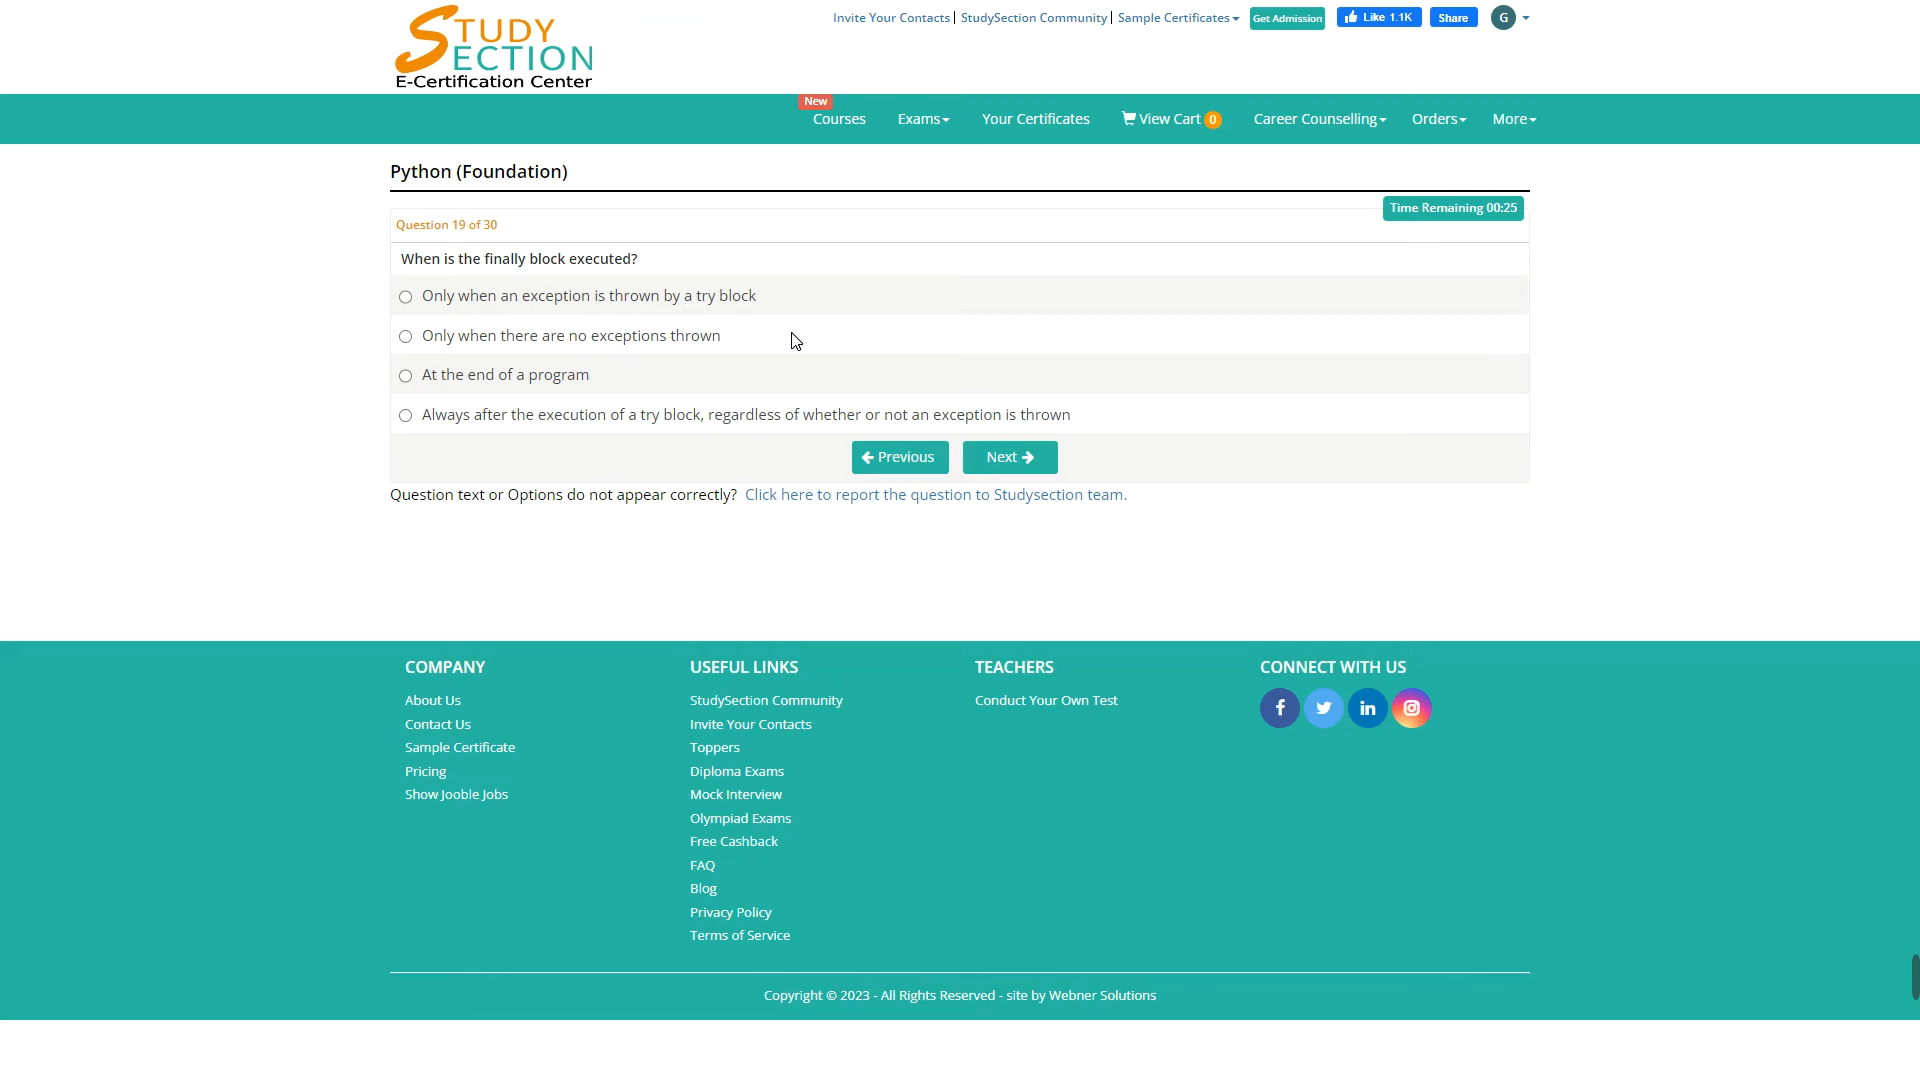 STUDY
SECTION
E-Certification Center
Invite Your Contacts | StudySection Community | Sample Certificates Get Admission Like 1.1K Share G
New
Courses Exams Your Certificates View Cart 0 Career Counselling Orders More
Python (Foundation)
Time Remaining 00:25
Question 19 of 30
When is the finally block executed?
Only when an exception is thrown by a try block
Only when there are no exceptions thrown
At the end of a program
Always after the execution of a try block, regardless of whether or not an exception is thrown
Previous Next
Question text or Options do not appear correctly? Click here to report the question to Studysection team.
COMPANY
About Us
Contact Us
Sample Certificate
Pricing
Show Jooble Jobs
USEFUL LINKS
StudySection Community
Invite Your Contacts
Toppers
Diploma Exams
Mock Interview
Olympiad Exams
Free Cashback
FAQ
Blog
Privacy Policy
Terms of Service
TEACHERS
Conduct Your Own Test
CONNECT WITH US
Copyright © 2023 - All Rights Reserved - site by Webner Solutions